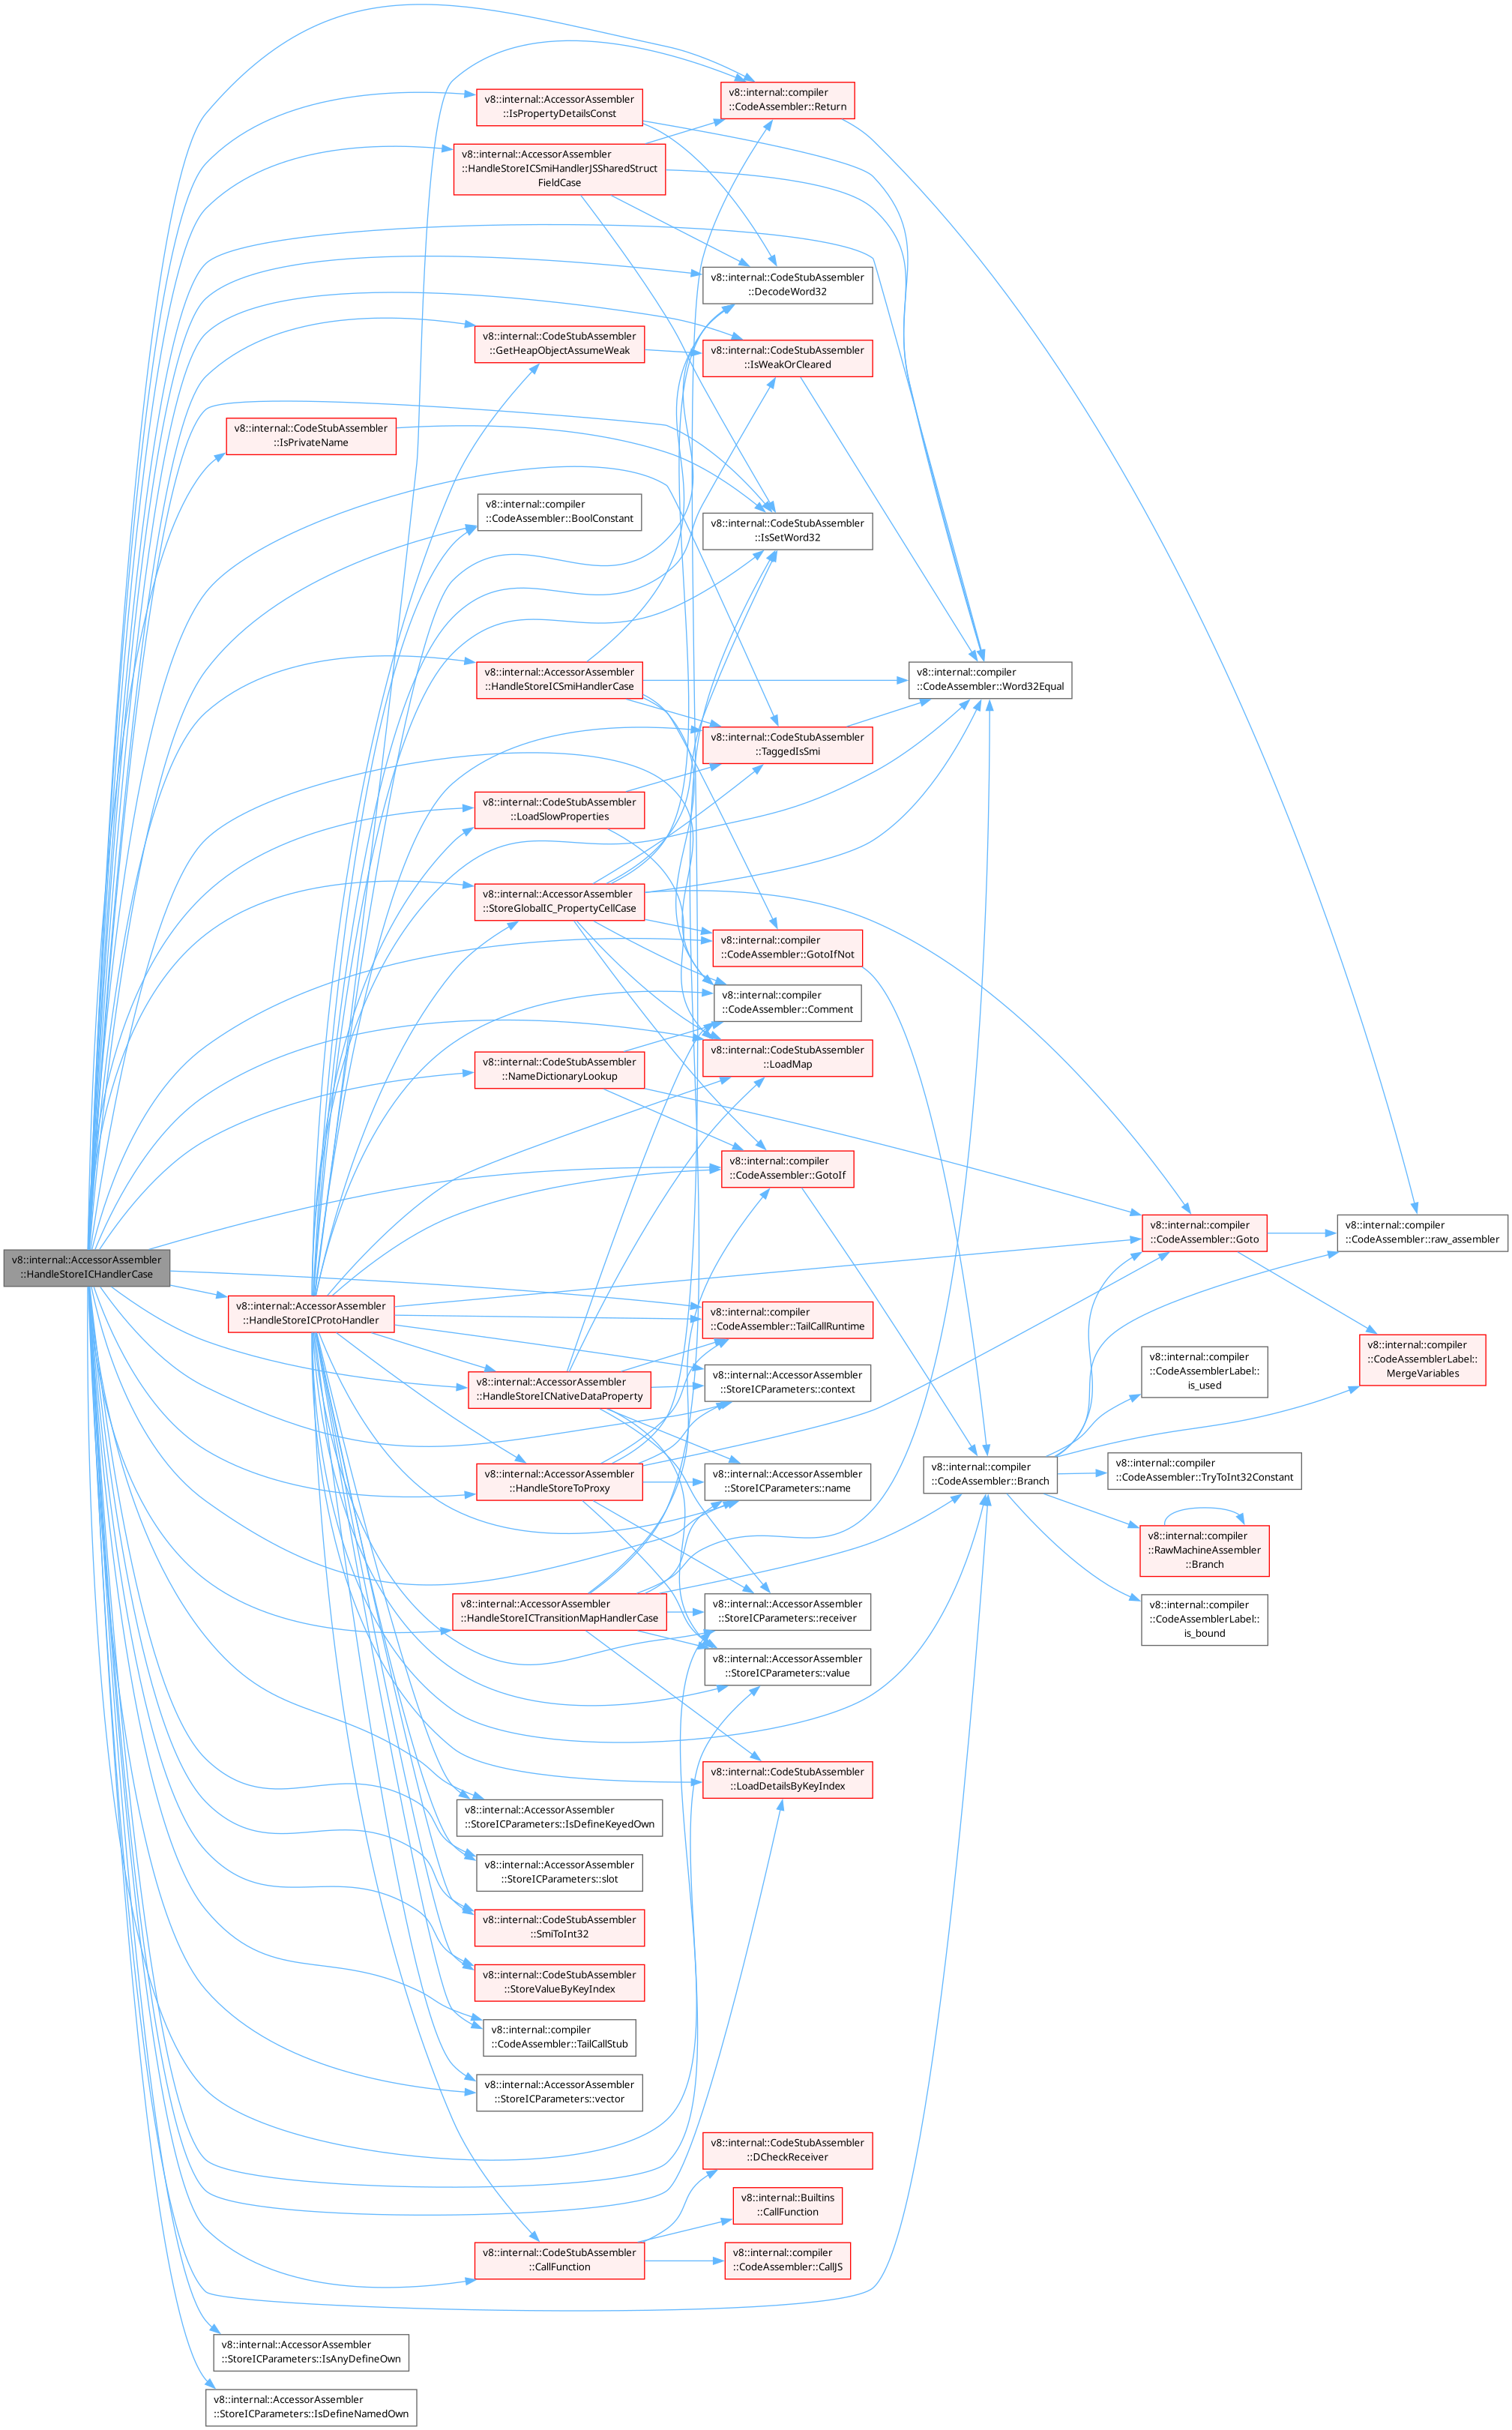 v8::internal::compiler
::CodeAssembler::Return
v8::internal::AccessorAssembler
::IsPropertyDetailsConst
v8::internal::AccessorAssembler
::HandleStoreICSmiHandlerJSSharedStruct
FieldCase
v8::internal::CodeStubAssembler
::DecodeWord32
v8::internal::CodeStubAssembler
::GetHeapObjectAssumeWeak
v8::internal::CodeStubAssembler
::IsWeakOrCleared
v8::internal::CodeStubAssembler
::IsPrivateName
v8::internal::compiler
::CodeAssembler::BoolConstant
v8::internal::CodeStubAssembler
::IsSetWord32
v8::internal::AccessorAssembler
::HandleStoreICSmiHandlerCase
v8::internal::compiler
::CodeAssembler::Word32Equal
v8::internal::CodeStubAssembler
::TaggedIsSmi
v8::internal::CodeStubAssembler
::LoadSlowProperties
v8::internal::AccessorAssembler
::StoreGlobalIC_PropertyCellCase
v8::internal::compiler
::CodeAssembler::GotoIfNot
v8::internal::compiler
::CodeAssembler::Comment
v8::internal::CodeStubAssembler
::LoadMap
v8::internal::CodeStubAssembler
::NameDictionaryLookup
v8::internal::compiler
::CodeAssembler::GotoIf
v8::internal::compiler
::CodeAssembler::Goto
v8::internal::compiler
::CodeAssembler::raw_assembler
v8::internal::AccessorAssembler
::HandleStoreICHandlerCase
v8::internal::AccessorAssembler
::HandleStoreICProtoHandler
v8::internal::compiler
::CodeAssembler::TailCallRuntime
v8::internal::compiler
::CodeAssemblerLabel::
MergeVariables
v8::internal::compiler
::CodeAssemblerLabel::
is_used
v8::internal::AccessorAssembler
::HandleStoreICNativeDataProperty
v8::internal::AccessorAssembler
::StoreICParameters::context
v8::internal::AccessorAssembler
::HandleStoreToProxy
v8::internal::AccessorAssembler
::StoreICParameters::name
v8::internal::compiler
::CodeAssembler::Branch
v8::internal::compiler
::CodeAssembler::TryToInt32Constant
v8::internal::compiler
::RawMachineAssembler
::Branch
v8::internal::AccessorAssembler
::HandleStoreICTransitionMapHandlerCase
v8::internal::AccessorAssembler
::StoreICParameters::receiver
v8::internal::compiler
::CodeAssemblerLabel::
is_bound
v8::internal::AccessorAssembler
::StoreICParameters::value
v8::internal::CodeStubAssembler
::LoadDetailsByKeyIndex
v8::internal::AccessorAssembler
::StoreICParameters::IsDefineKeyedOwn
v8::internal::AccessorAssembler
::StoreICParameters::slot
v8::internal::CodeStubAssembler
::SmiToInt32
v8::internal::CodeStubAssembler
::StoreValueByKeyIndex
v8::internal::compiler
::CodeAssembler::TailCallStub
v8::internal::AccessorAssembler
::StoreICParameters::vector
v8::internal::CodeStubAssembler
::DCheckReceiver
v8::internal::Builtins
::CallFunction
v8::internal::CodeStubAssembler
::CallFunction
v8::internal::compiler
::CodeAssembler::CallJS
v8::internal::AccessorAssembler
::StoreICParameters::IsAnyDefineOwn
v8::internal::AccessorAssembler
::StoreICParameters::IsDefineNamedOwn